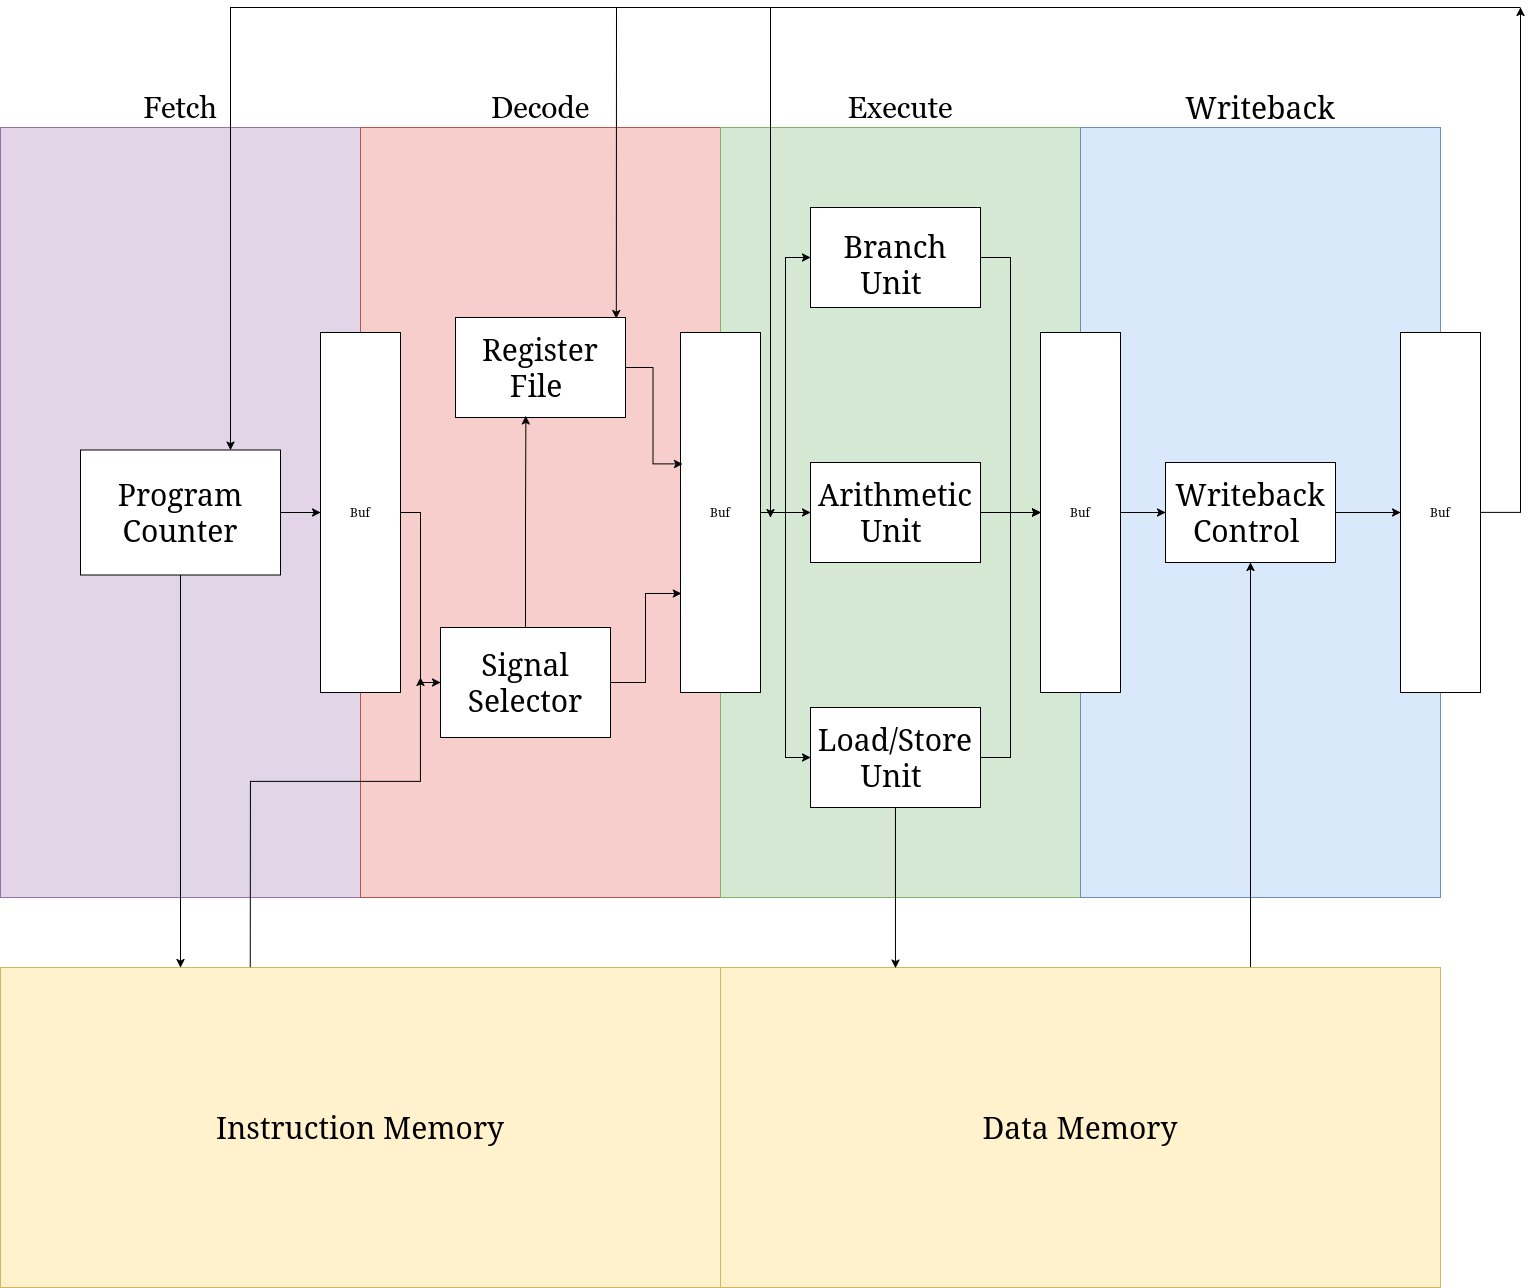 Fetch
Decode
Execute
Writeback
Branch
Unit
Register
File
Program
Counter
Buf
Buf
Arithmetic
Unit
Buf
Writeback
Control
Buf
Signal
Selector
Load/Store
Unit
Instruction Memory
Data Memory